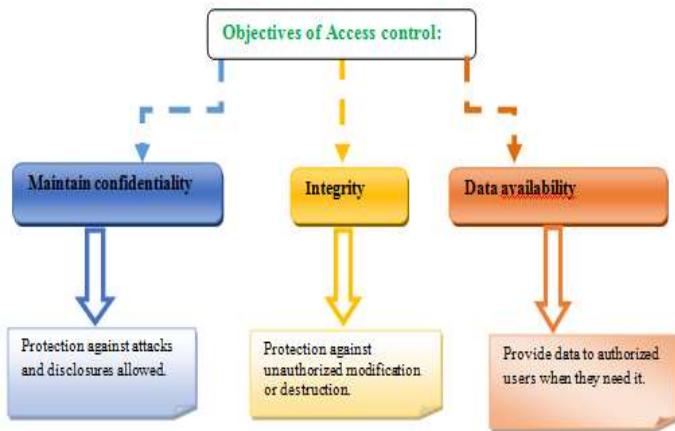 Objectives of Access control:
Maintain confidentiality
Integrity
Data availability
Protection against attacks
and disclosures allowed.
Protection against
unauthorized modification
or destruction.
Provide data to authorized
users when they need it.